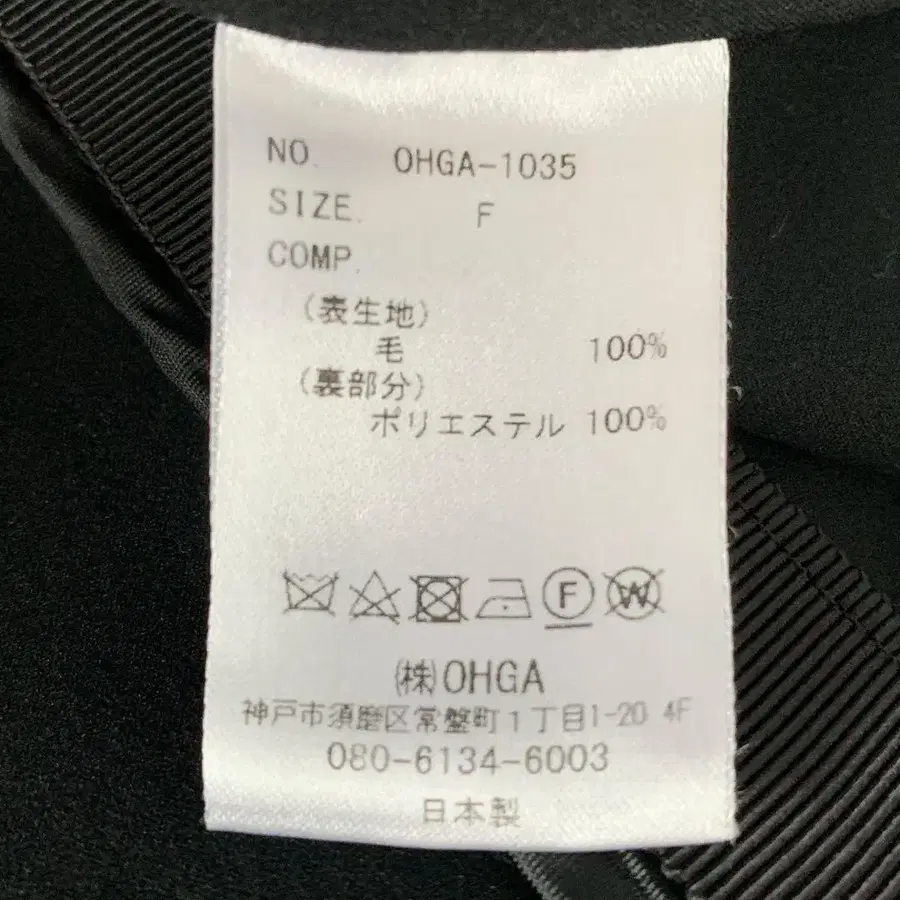 NO. OHGA-1035
SIZE. F
COMP
(表生地)
毛 100%
(裏部分)
ポリエステル 100%
F W
㈱OHGA
神戸市須磨区常盤町1丁目1-20 4F
080-6134-6003
日本製